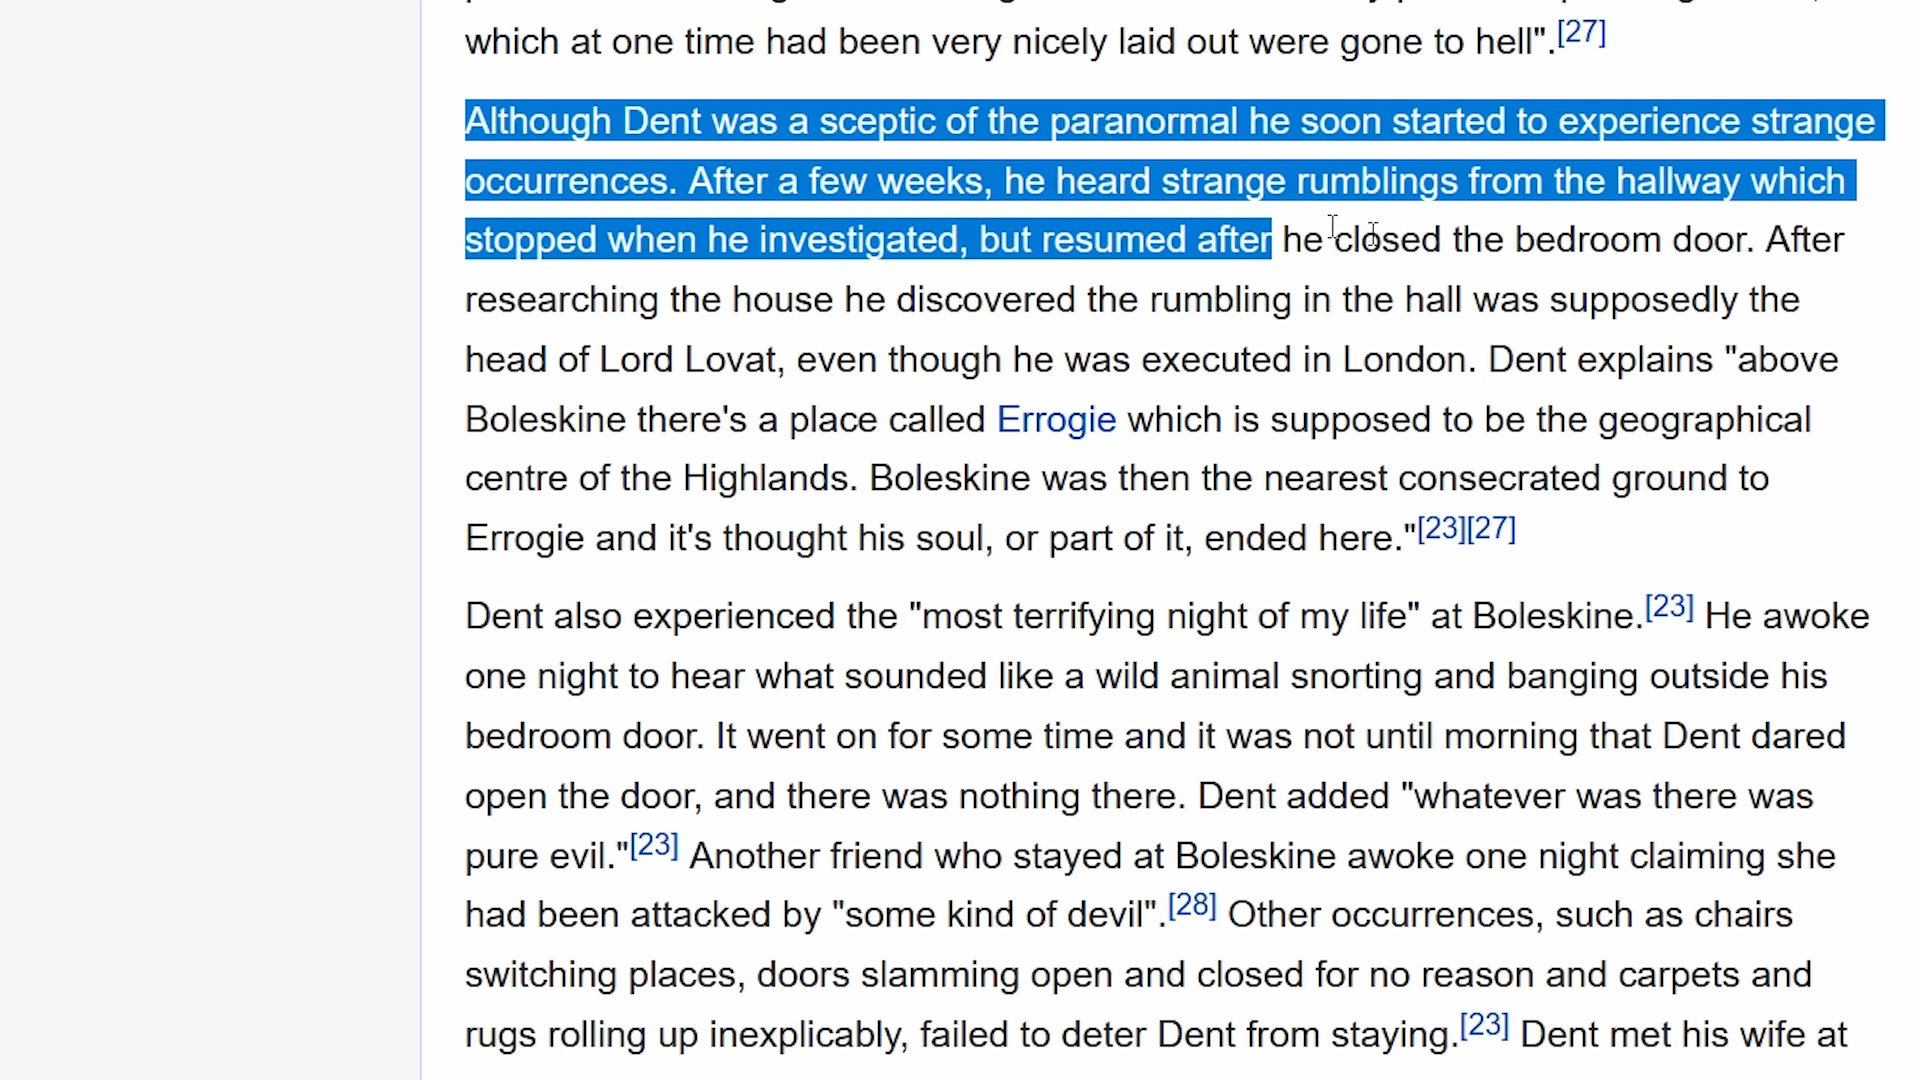 which at one time had been very nicely laid out were gone to hell".[27]
Although Dent was a sceptic of the paranormal he soon started to experience strange
occurrences. After a few weeks, he heard strange rumblings from the hallway which
stopped when he investigated, but resumed after he closed the bedroom door. After
researching the house he discovered the rumbling in the hall was supposedly the
head of Lord Lovat, even though he was executed in London. Dent explains "above
Boleskine there's a place called Errogie which is supposed to be the geographical
centre of the Highlands. Boleskine was then the nearest consecrated ground to
Errogie and it's thought his soul, or part of it, ended here."[23][27]
Dent also experienced the "most terrifying night of my life" at Boleskine.[23] He awoke
one night to hear what sounded like a wild animal snorting and banging outside his
bedroom door. It went on for some time and it was not until morning that Dent dared
open the door, and there was nothing there. Dent added "whatever was there was
pure evil."[23] Another friend who stayed at Boleskine awoke one night claiming she
had been attacked by "some kind of devil".[28] Other occurrences, such as chairs
switching places, doors slamming open and closed for no reason and carpets and
rugs rolling up inexplicably, failed to deter Dent from staying.[23] Dent met his wife at